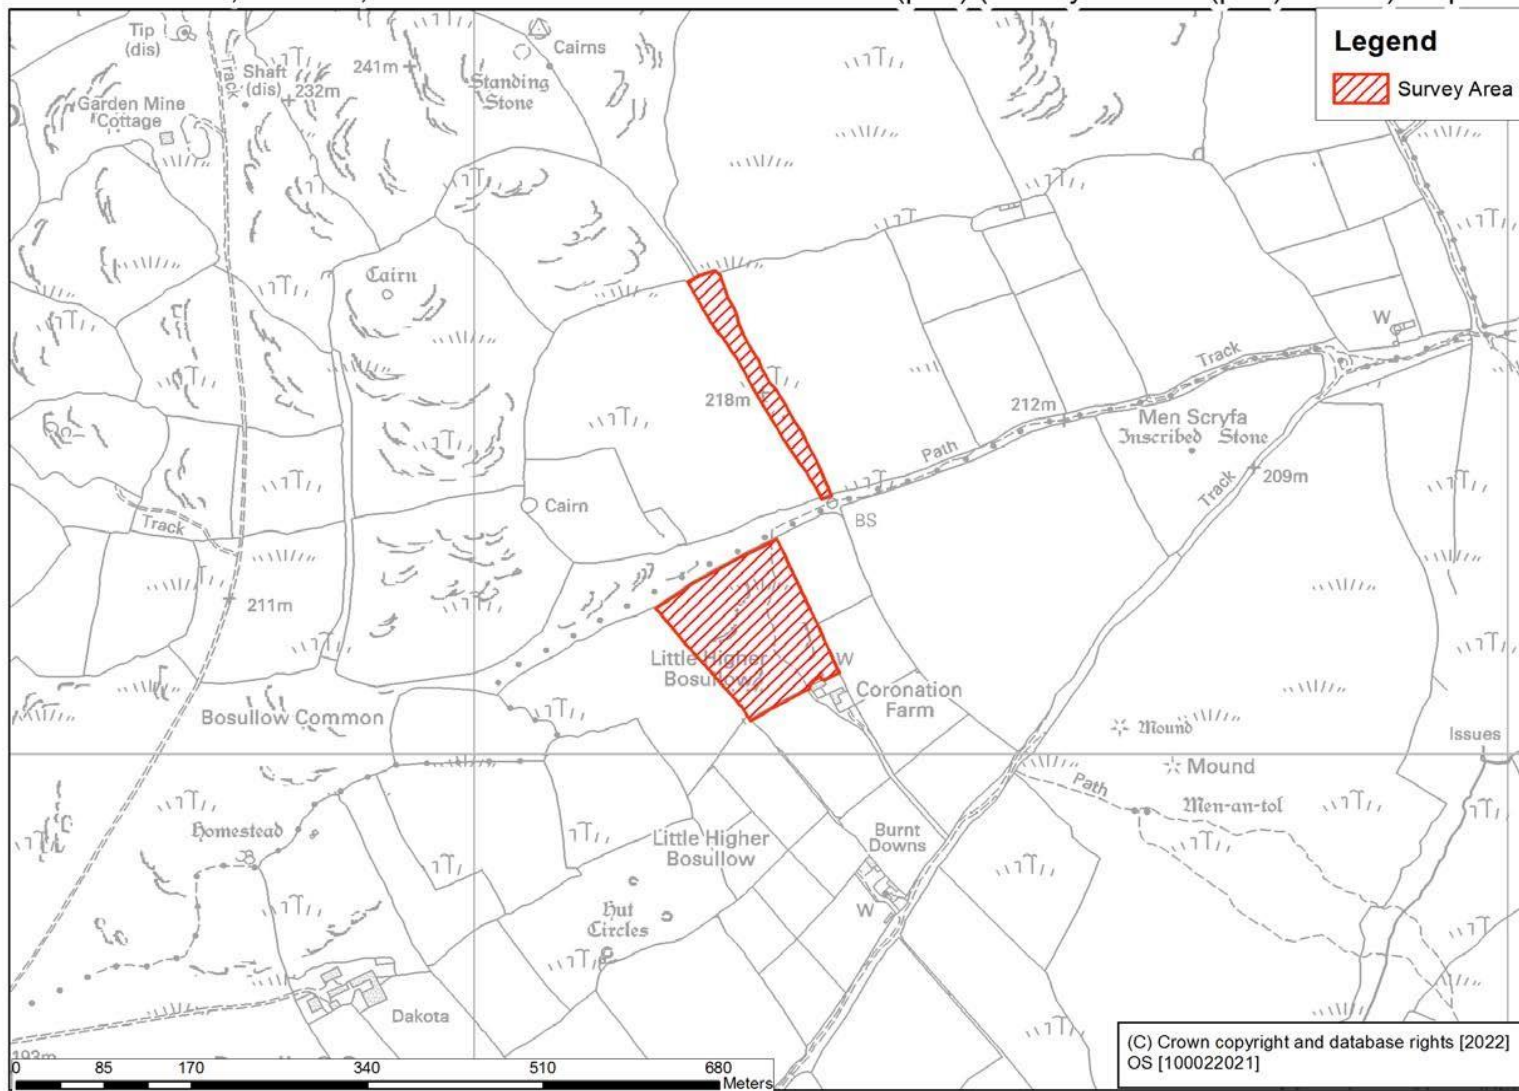 Legend
Survey Area
Tip
(dis)
Track
Shaft
(dis)
232m
241m
Cairns
Standing
Stone
Garden Mine
Cottage
Cairn
218m
Track
W
212m
Men Scryfa
Inscribed Stone
Path
Track
209m
Cairn
BS
Track
211m
Little Higher
Bosullow
W
Coronation
Farm
Bosullow Common
Mound
Issues
Mound
Path
Men-an-tol
Homestead
Little Higher
Bosullow
Burnt
Downs
W
Hut
Circles
Dakota
193m
0 85 170 340 510 680
Meters
(C) Crown copyright and database rights [2022]
OS [100022021]